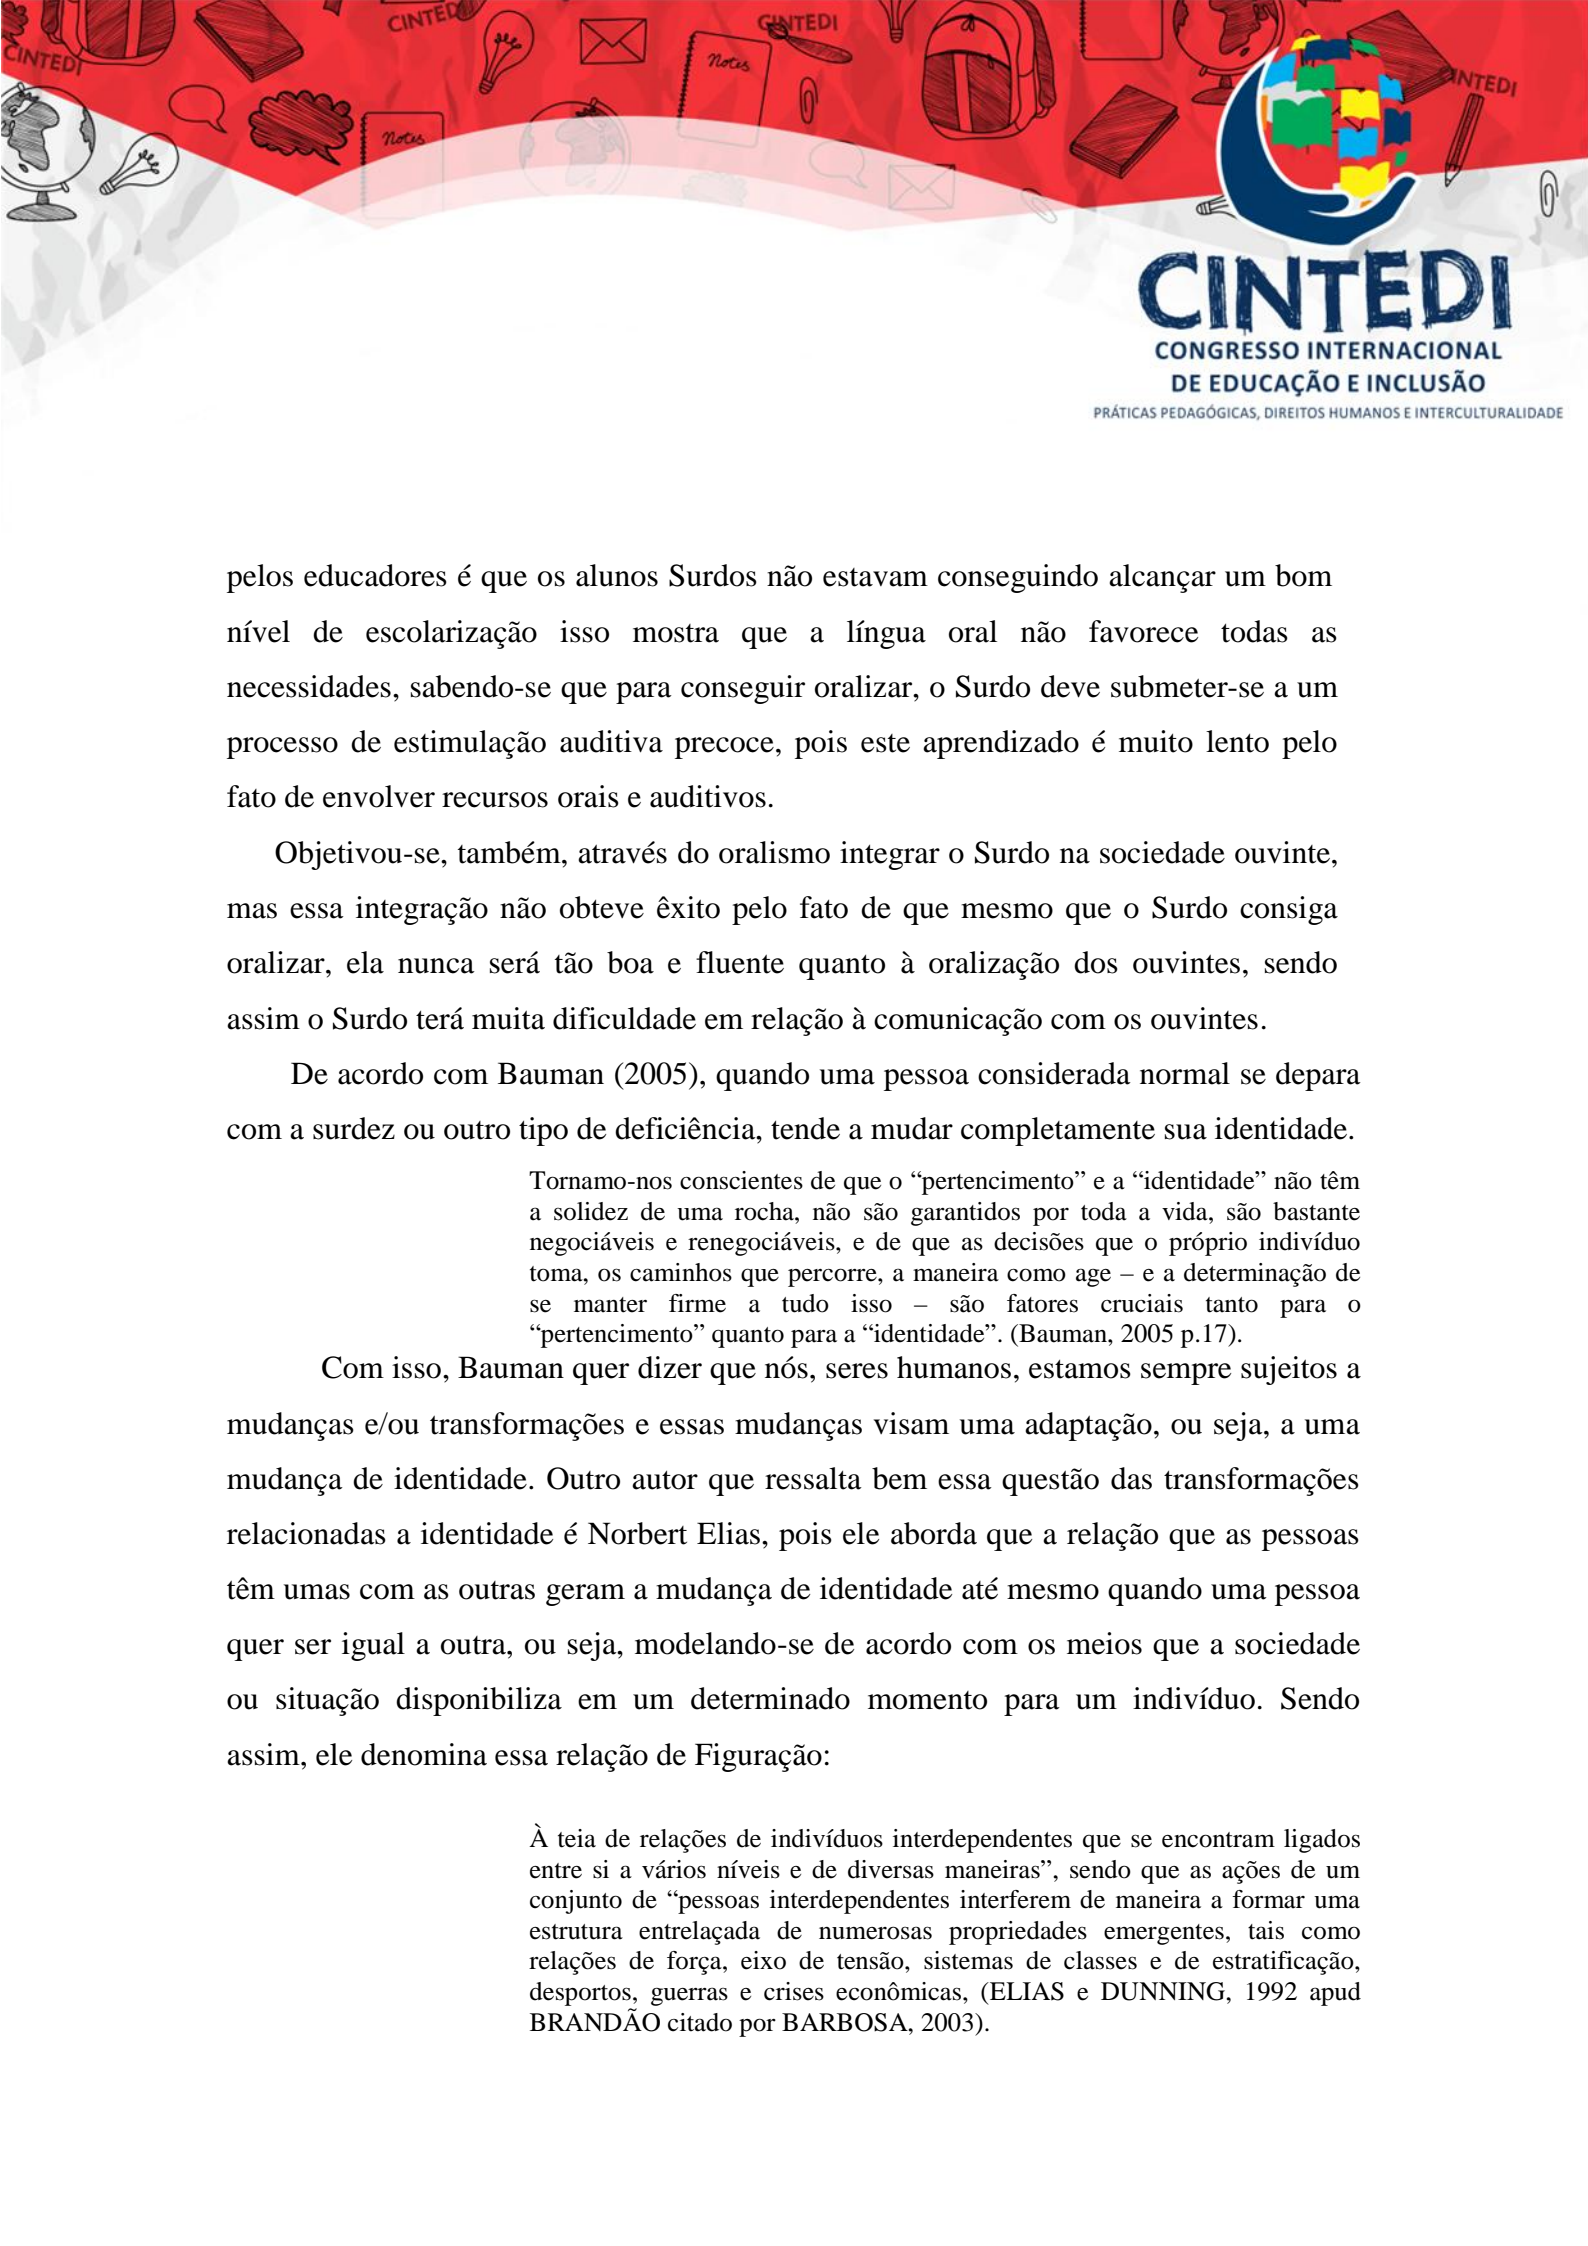 CINTEDI
CINTEDI
CINTEDI
CINTEDI
Notes
Notes
CINTEDI
CONGRESSO INTERNACIONAL
DE EDUCAÇÃO E INCLUSÃO
PRÁTICAS PEDAGÓGICAS, DIREITOS HUMANOS E INTERCULTURALIDADE
pelos educadores é que os alunos Surdos não estavam conseguindo alcançar um bom
nível de escolarização isso mostra que a língua oral não favorece todas as
necessidades, sabendo-se que para conseguir oralizar, o Surdo deve submeter-se a um
processo de estimulação auditiva precoce, pois este aprendizado é muito lento pelo
fato de envolver recursos orais e auditivos.
Objetivou-se, também, através do oralismo integrar o Surdo na sociedade ouvinte,
mas essa integração não obteve êxito pelo fato de que mesmo que o Surdo consiga
oralizar, ela nunca será tão boa e fluente quanto à oralização dos ouvintes, sendo
assim o Surdo terá muita dificuldade em relação à comunicação com os ouvintes.
De acordo com Bauman (2005), quando uma pessoa considerada normal se depara
com a surdez ou outro tipo de deficiência, tende a mudar completamente sua identidade.
Tornamo-nos conscientes de que o “pertencimento” e a “identidade” não têm
a solidez de uma rocha, não são garantidos por toda a vida, são bastante
negociáveis e renegociáveis, e de que as decisões que o próprio indivíduo
toma, os caminhos que percorre, a maneira como age – e a determinação de
se manter firme a tudo isso – são fatores cruciais tanto para o
“pertencimento” quanto para a “identidade”. (Bauman, 2005 p.17).
Com isso, Bauman quer dizer que nós, seres humanos, estamos sempre sujeitos a
mudanças e/ou transformações e essas mudanças visam uma adaptação, ou seja, a uma
mudança de identidade. Outro autor que ressalta bem essa questão das transformações
relacionadas a identidade é Norbert Elias, pois ele aborda que a relação que as pessoas
têm umas com as outras geram a mudança de identidade até mesmo quando uma pessoa
quer ser igual a outra, ou seja, modelando-se de acordo com os meios que a sociedade
ou situação disponibiliza em um determinado momento para um indivíduo. Sendo
assim, ele denomina essa relação de Figuração:
À teia de relações de indivíduos interdependentes que se encontram ligados
entre si a vários níveis e de diversas maneiras”, sendo que as ações de um
conjunto de “pessoas interdependentes interferem de maneira a formar uma
estrutura entrelaçada de numerosas propriedades emergentes, tais como
relações de força, eixo de tensão, sistemas de classes e de estratificação,
desportos, guerras e crises econômicas, (ELIAS e DUNNING, 1992 apud
BRANDÃO citado por BARBOSA, 2003).